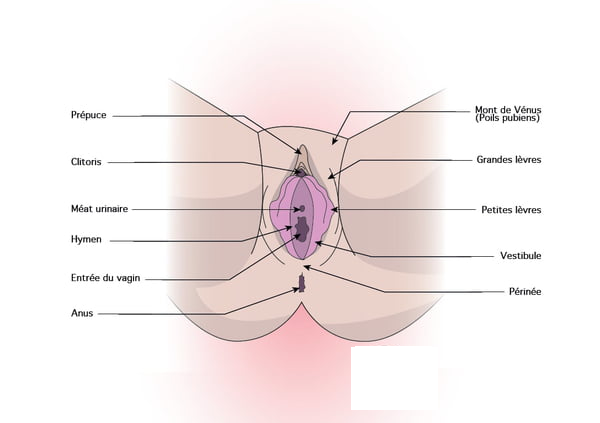 Prépuce
Clitoris
Méat urinaire
Hymen
Entrée du vagin
Anus
Mont de Vénus
(Poils pubiens)
Grandes lèvres
Petites lèvres
Vestibule
Périnée